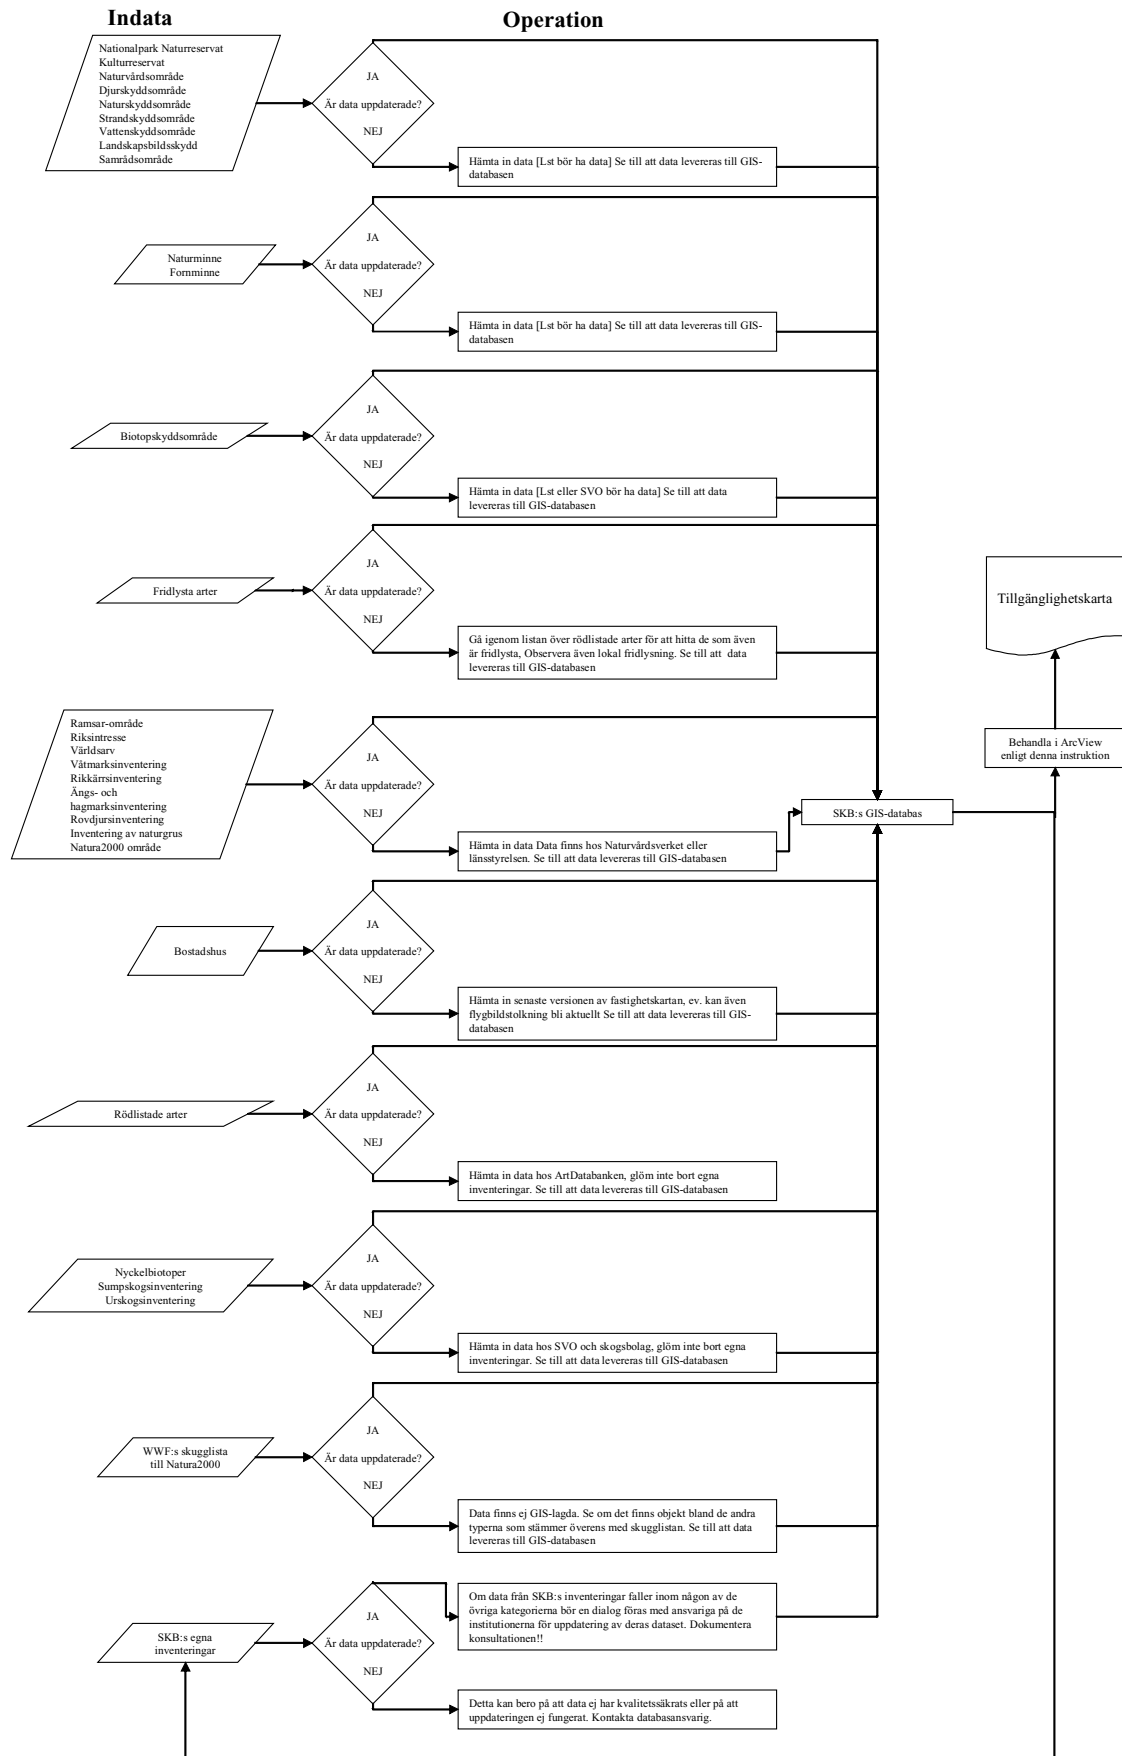 Indata
Operation
Nationalpark Naturreservat
Kulturreservat
Naturvårdsområde
Djurskyddsområde
Naturskyddsområde
Strandskyddsområde
Vattenskyddsområde
Landskapsbildsskydd
Samrådsområde
JA
Är data uppdaterade?
NEJ
Hämta in data [Lst bör ha data] Se till att data levereras till GIS-
databasen
Naturminne
Fornminne
JA
Är data uppdaterade?
NEJ
Hämta in data [Lst bör ha data] Se till att data levereras till GIS-
databasen
Biotopskyddsområde
JA
Är data uppdaterade?
NEJ
Hämta in data [Lst eller SVO bör ha data] Se till att data
levereras till GIS-databasen
Fridlysta arter
JA
Är data uppdaterade?
NEJ
Gå igenom listan över rödlistade arter för att hitta de som även
är fridlysta, Observera även lokal fridlysning. Se till att  data
levereras till GIS-databasen
Tillgänglighetskarta
Behandla i ArcView
enligt denna instruktion
Ramsar-område
Riksintresse
Världsarv
Våtmarksinventering
Rikkärrsinventering
Ängs- och
hagmarksinventering
Rovdjursinventering
Inventering av naturgrus
Natura2000 område
JA
Är data uppdaterade?
NEJ
Hämta in data Data finns hos Naturvårdsverket eller
länsstyrelsen. Se till att data levereras till GIS-databasen
SKB:s GIS-databas
Bostadshus
JA
Är data uppdaterade?
NEJ
Hämta in senaste versionen av fastighetskartan, ev. kan även
flygbildstolkning bli aktuellt Se till att data levereras till GIS-
databasen
Rödlistade arter
JA
Är data uppdaterade?
NEJ
Hämta in data hos ArtDatabanken, glöm inte bort egna
inventeringar. Se till att data levereras till GIS-databasen
Nyckelbiotoper
Sumpskogsinventering
Urskogsinventering
JA
Är data uppdaterade?
NEJ
Hämta in data hos SVO och skogsbolag, glöm inte bort egna
inventeringar. Se till att data levereras till GIS-databasen
WWF:s skugglista
till Natura2000
JA
Är data uppdaterade?
NEJ
Data finns ej GIS-lagda. Se om det finns objekt bland de andra
typerna som stämmer överens med skugglistan. Se till att data
levereras till GIS-databasen
SKB:s egna
inventeringar
JA
Är data uppdaterade?
NEJ
Om data från SKB:s inventeringar faller inom någon av de
övriga kategorierna bör en dialog föras med ansvariga på de
institutionerna för uppdatering av deras dataset. Dokumentera
konsultationen!!
Detta kan bero på att data ej har kvalitetssäkrats eller på att
uppdateringen ej fungerat. Kontakta databasansvarig.